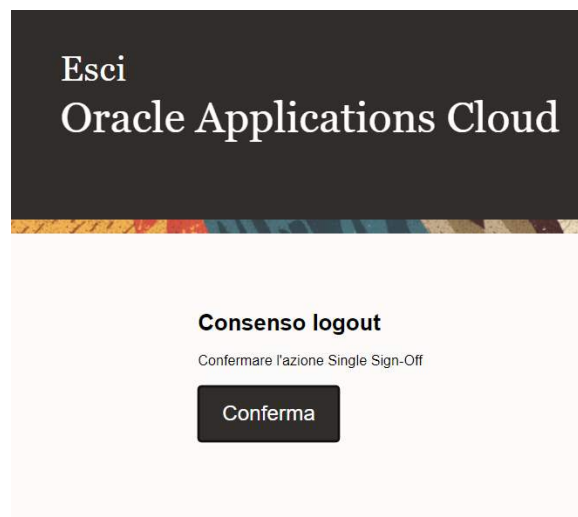 Esci
Oracle Applications Cloud
Consenso logout
Confermare l'azione Single Sign-Off
Conferma